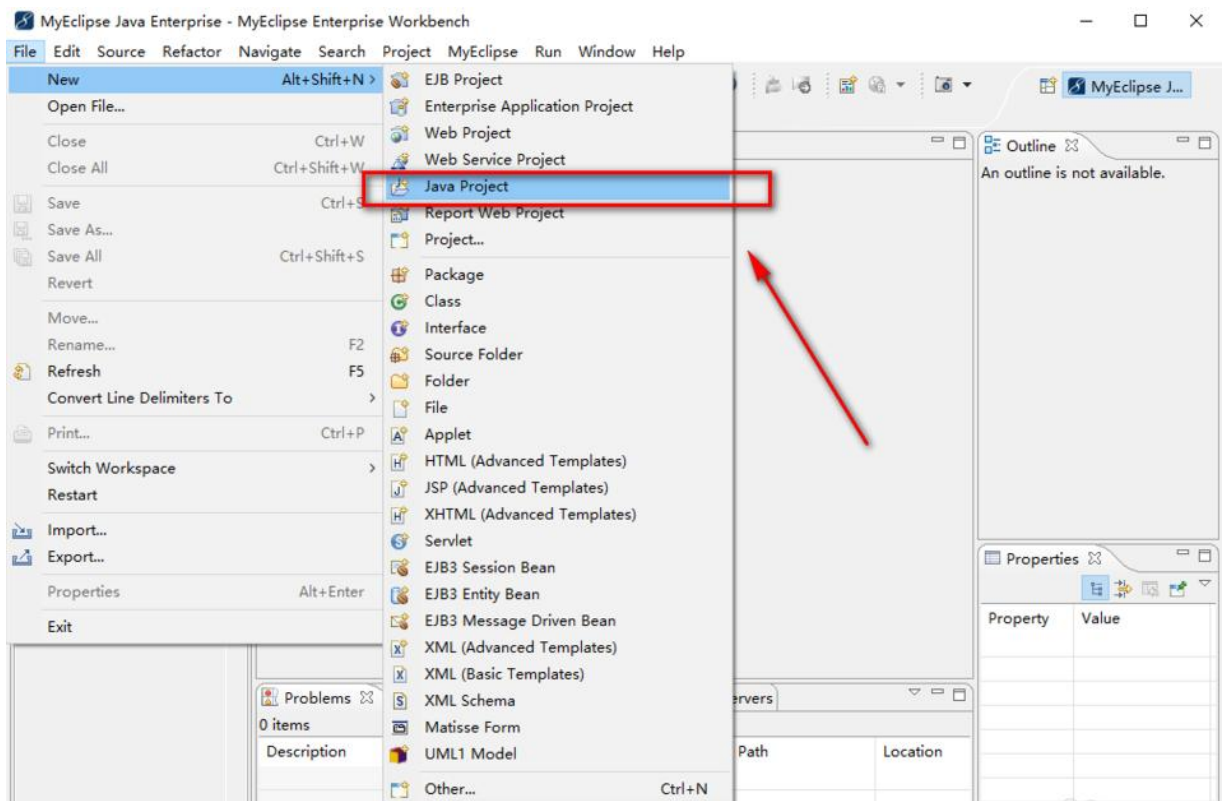 MyEclipse Java Enterprise - MyEclipse Enterprise Workbench
File Edit Source Refactor Navigate Search Project MyEclipse Run Window Help
New Alt+Shift+N
Open File...
Close Ctrl+W
Close All Ctrl+Shift+W
Save Ctrl+S
Save As...
Save All Ctrl+Shift+S
Revert
Move...
Rename... F2
Refresh F5
Convert Line Delimiters To
Print... Ctrl+P
Switch Workspace
Restart
Import...
Export...
Properties Alt+Enter
Exit
EJB Project
Enterprise Application Project
Web Project
Web Service Project
Java Project
Report Web Project
Project...
Package
Class
Interface
Source Folder
Folder
File
Applet
HTML (Advanced Templates)
JSP (Advanced Templates)
XHTML (Advanced Templates)
Servlet
EJB3 Session Bean
EJB3 Entity Bean
EJB3 Message Driven Bean
XML (Advanced Templates)
XML (Basic Templates)
XML Schema
Matisse Form
UML1 Model
Other... Ctrl+N
MyEclipse J...
Outline
An outline is not available.
Properties
Property Value
Problems
ervers
0 items
Description Path Location